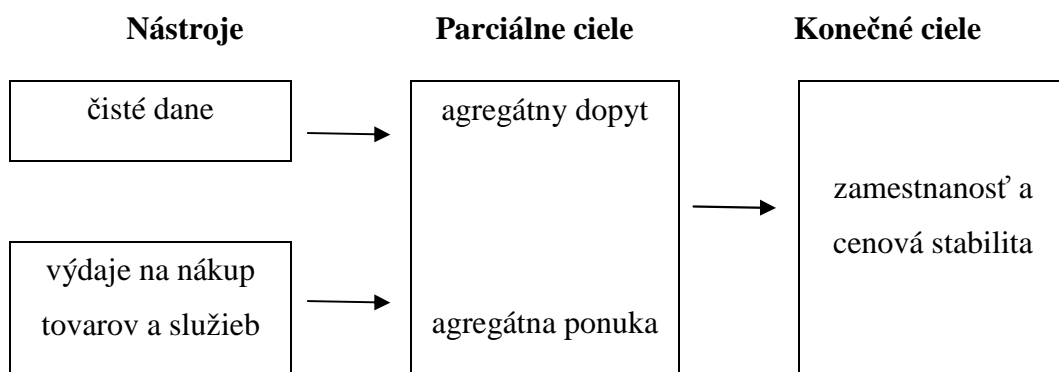 Nástroje
Parciálne ciele
Konečné ciele
čisté dane
agregátny dopyt
zamestnanosť a
cenová stabilita
výdaje na nákup
tovarov a služieb
agregátna ponuka